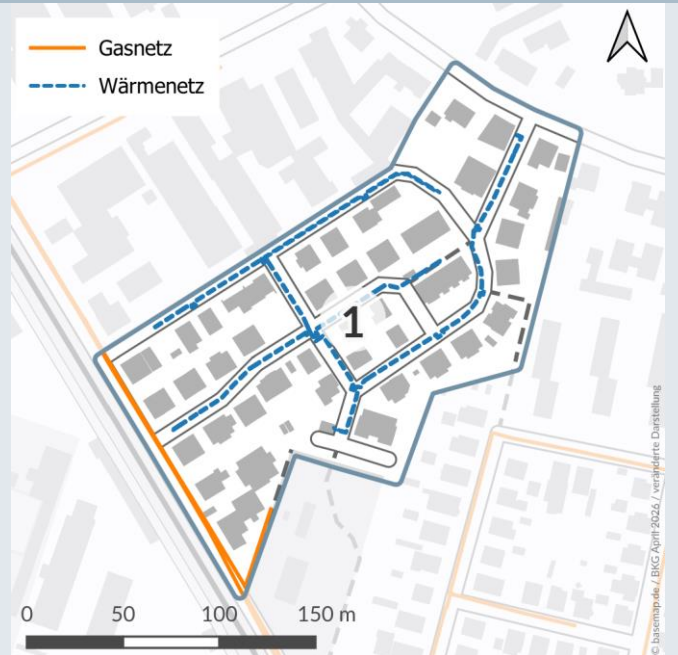 Gasnetz
Wärmenetz
1
0 50 100 150 m
© basemap.de / BKG April 2026 / veränderte Darstellung